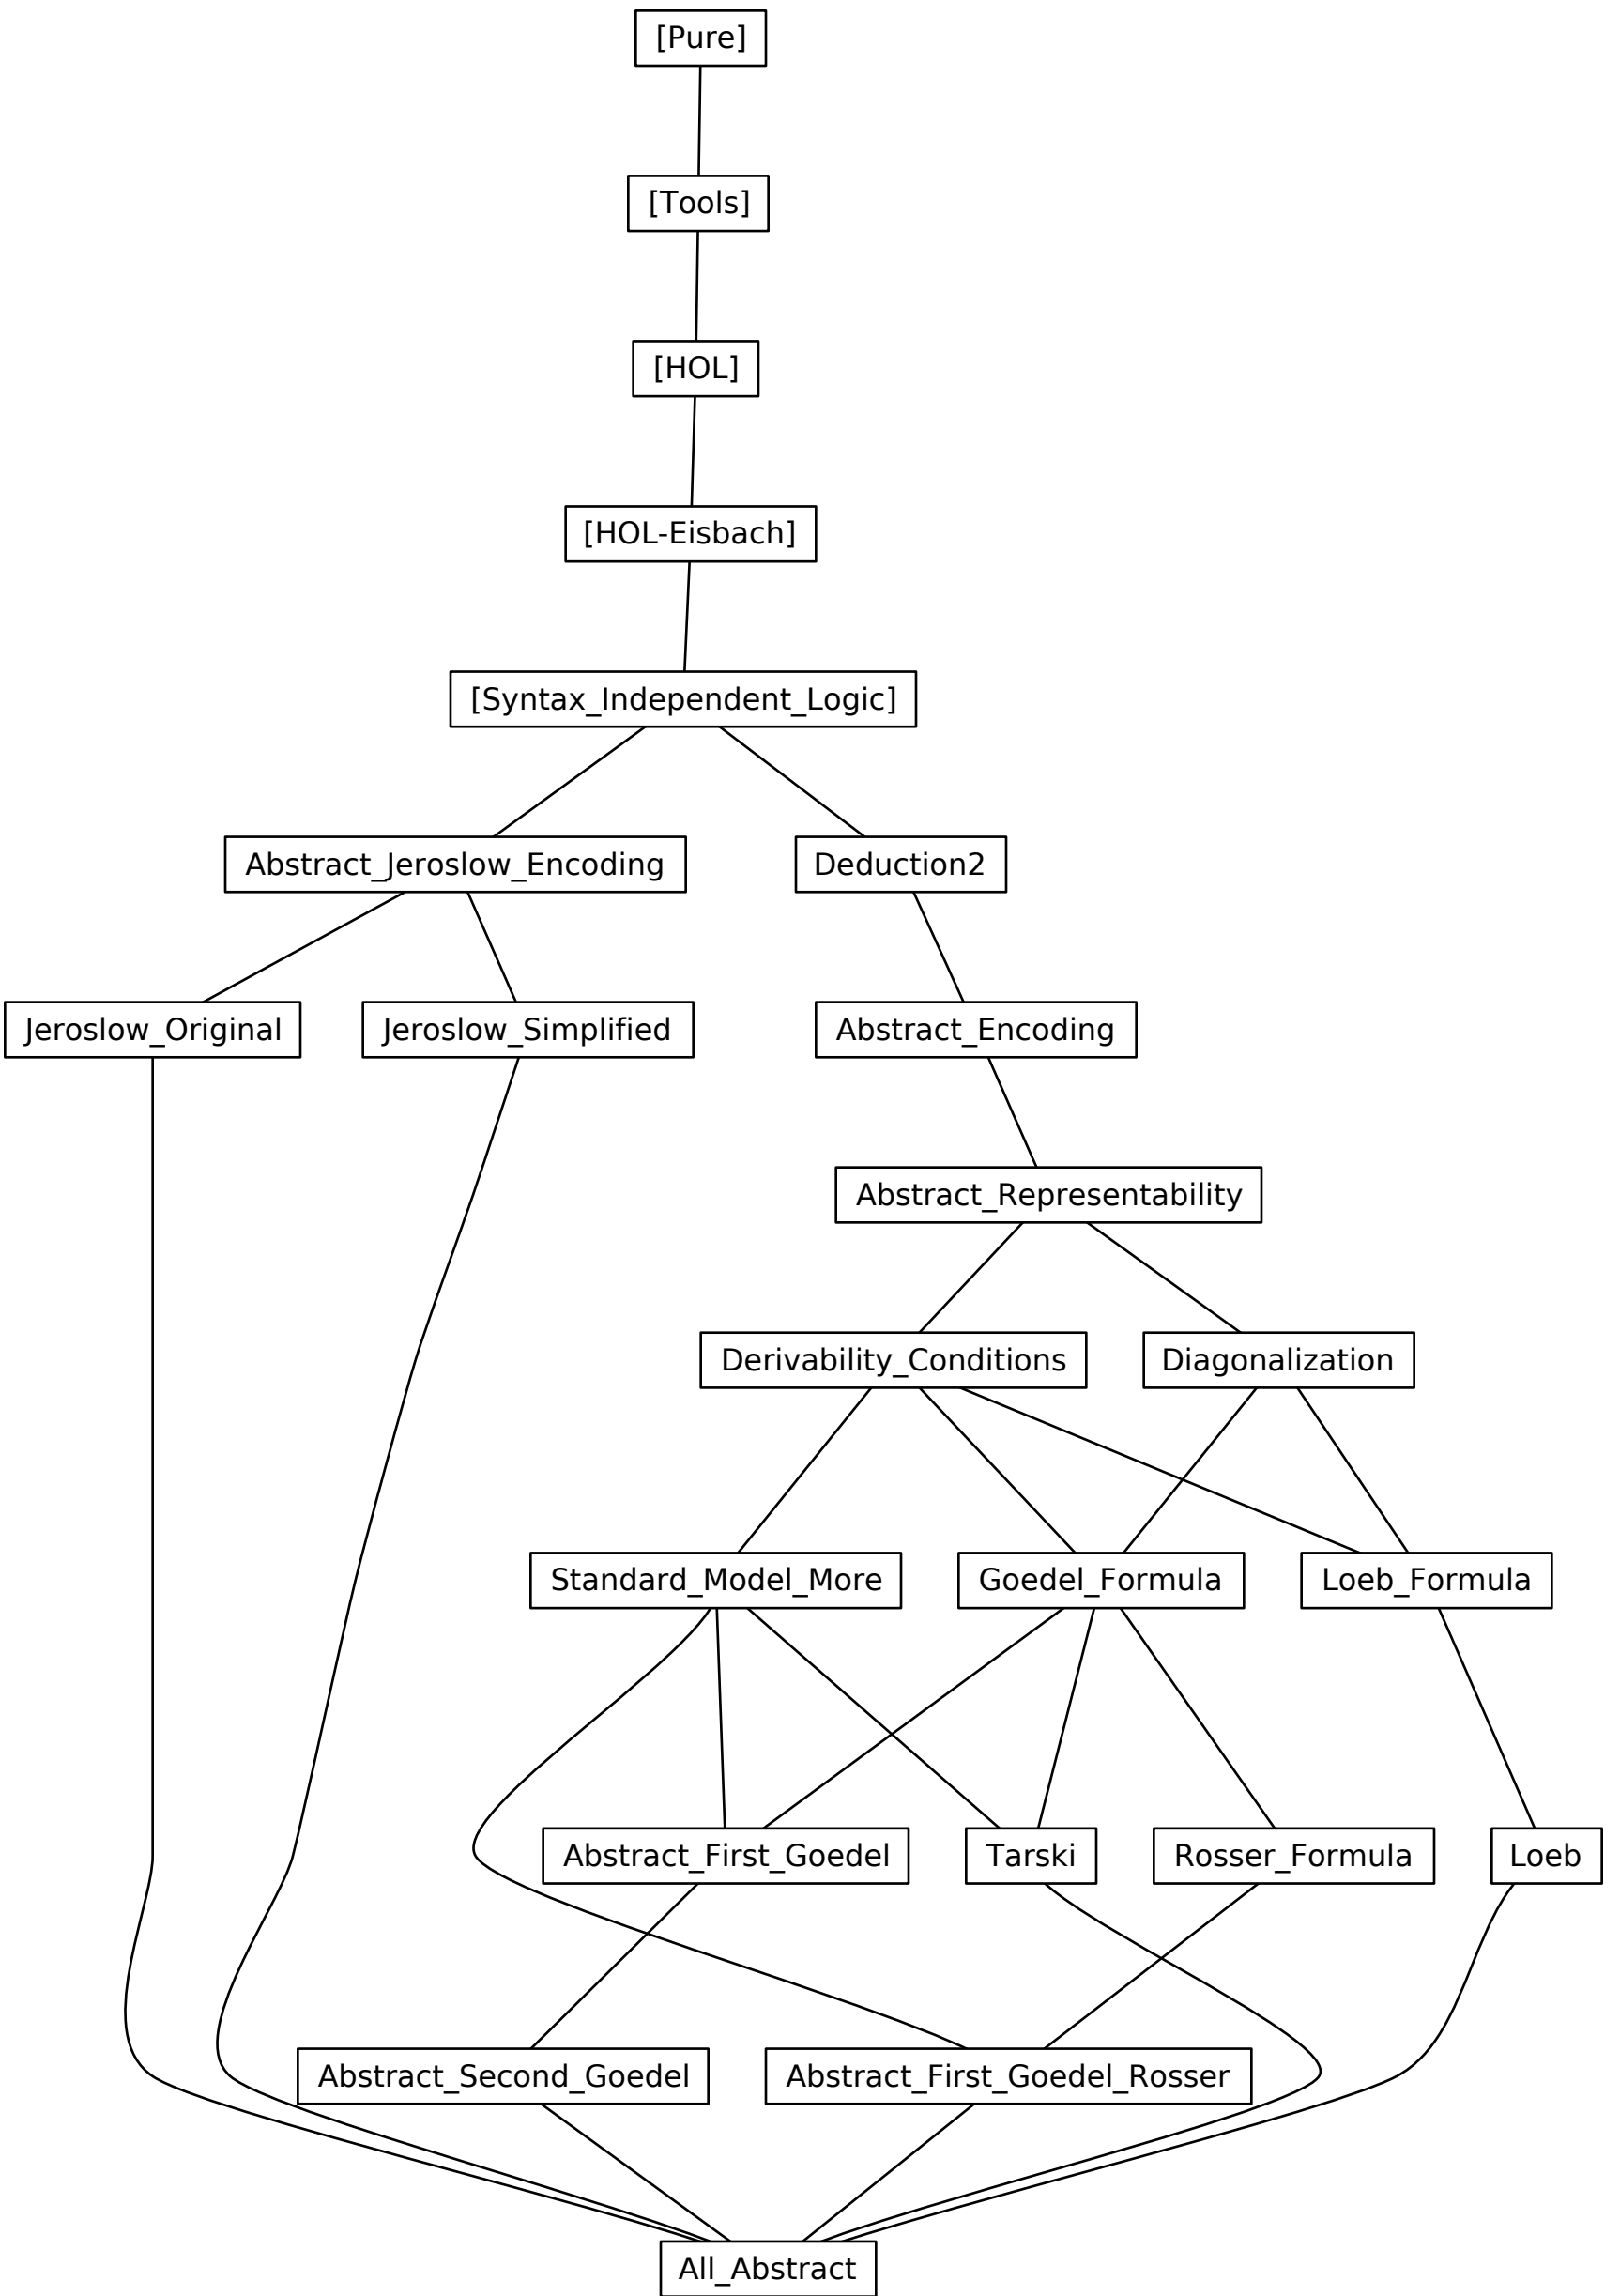 [Pure]
[Tools]
[HOL]
[HOL-Eisbach]
[Syntax_Independent_Logic]
Abstract_Jeroslow_Encoding
Deduction2
Jeroslow_Original
Jeroslow_Simplified
Abstract_Encoding
Abstract_Representability
Derivability_Conditions
Diagonalization
Standard_Model_More
Goedel_Formula
Loeb_Formula
Abstract_First_Goedel
Tarski
Rosser_Formula
Loeb
Abstract_Second_Goedel
Abstract_First_Goedel_Rosser
All_Abstract